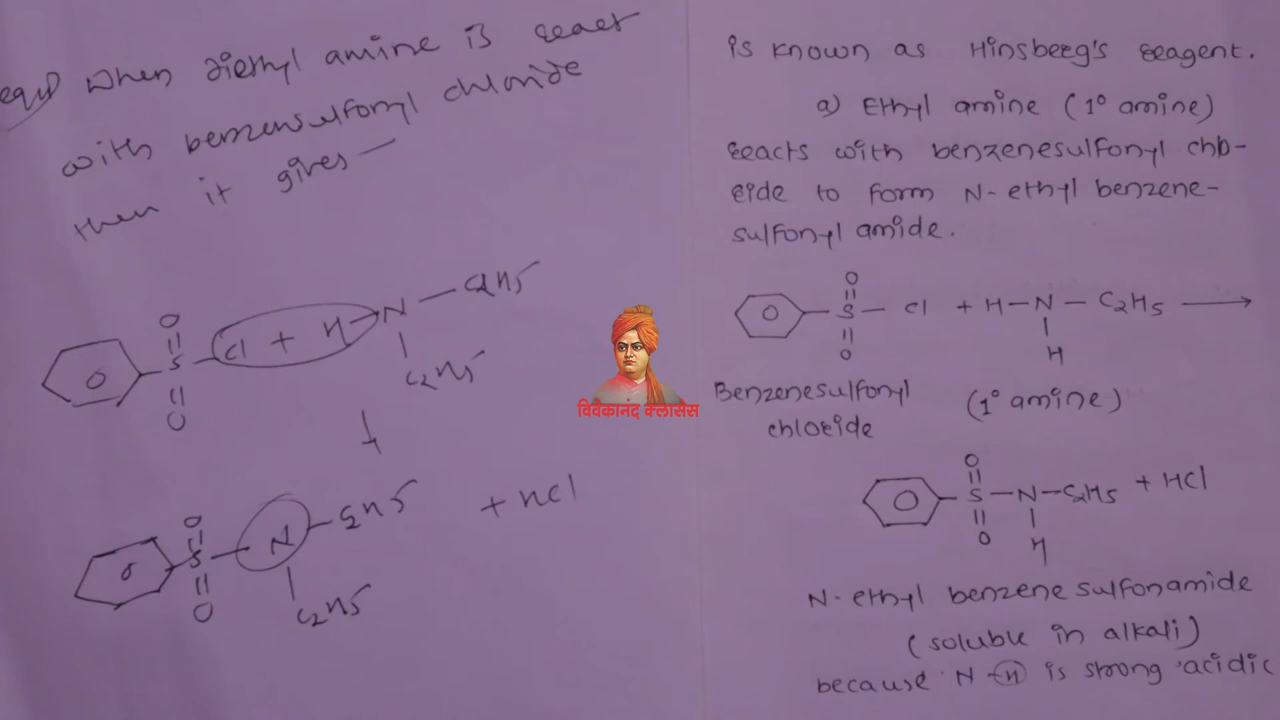 When diethyl amine is react
with benzensulfonyl chloride
then it gives —
O
S
O
Cl + H — N — C2H5
C2H5
O
S — N — C2H5 + HCl
O
C2H5
विवेकानंद क्लासेस
is known as Hinsberg's reagent.
a) Ethyl amine (1° amine)
reacts with benzenesulfonyl chlo-
ride to form N-ethyl benzene-
sulfonyl amide.
O
S — Cl + H — N — C2H5 ⟶
O H
Benzenesulfonyl (1° amine)
chloride
O
S — N — C2H5 + HCl
O H
N-ethyl benzene sulfonamide
(soluble in alkali)
because N-H is strong acidic